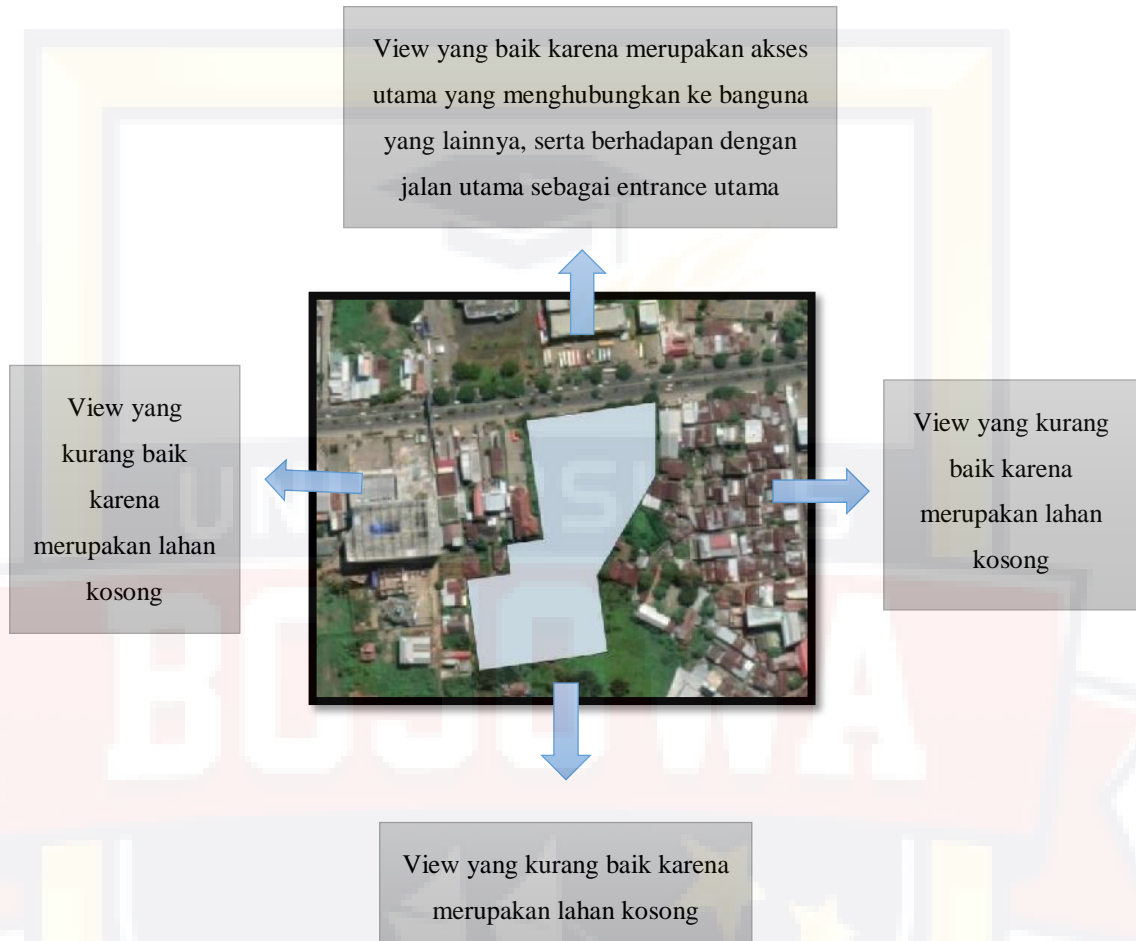 View yang baik karena merupakan akses
utama yang menghubungkan ke banguna
yang lainnya, serta berhadapan dengan
jalan utama sebagai entrance utama
View yang
kurang baik
karena
merupakan lahan
kosong
View yang kurang
baik karena
merupakan lahan
kosong
View yang kurang baik karena
merupakan lahan kosong
BOSOWA